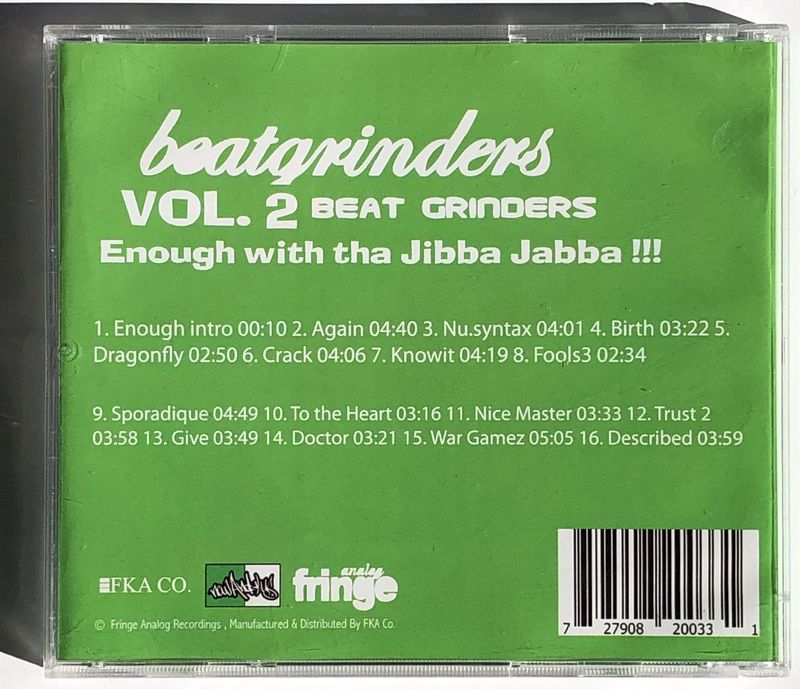 beatgrinders
VOL. 2 BEAT GRINDERS
Enough with tha Jibba Jabba !!!
1. Enough intro 00:10 2. Again 04:40 3. Nu.syntax 04:01 4. Birth 03:22 5.
Dragonfly 02:50 6. Crack 04:06 7. Knowit 04:19 8. Fools3 02:34
9. Sporadique 04:49 10. To the Heart 03:16 11. Nice Master 03:33 12. Trust 2
03:58 13. Give 03:49 14. Doctor 03:21 15. War Gamez 05:05 16. Described 03:59
FKA CO.
analog
fringe
© Fringe Analog Recordings , Manufactured & Distributed By FKA Co.
7 27908 20033 1